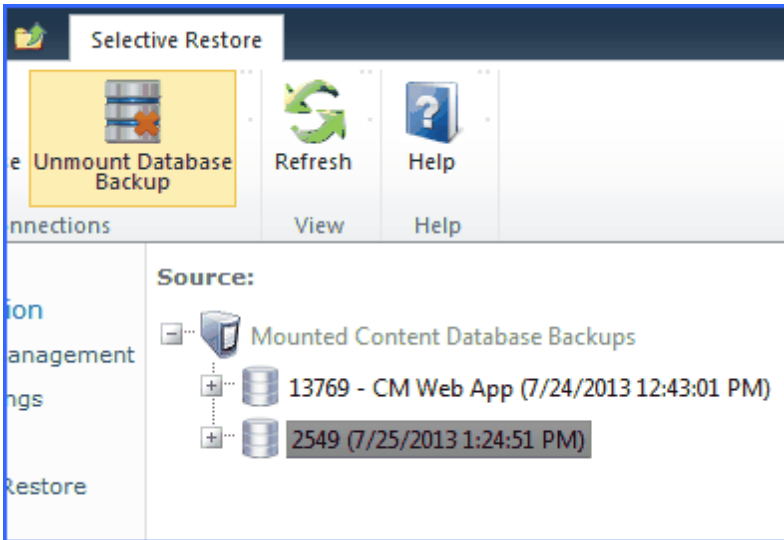 Selective Restore
e Unmount Database Backup
Refresh
Help
nnections
View
Help
Source:
ion
Mounted Content Database Backups
anagement
13769 - CM Web App (7/24/2013 12:43:01 PM)
ngs
2549 (7/25/2013 1:24:51 PM)
Restore